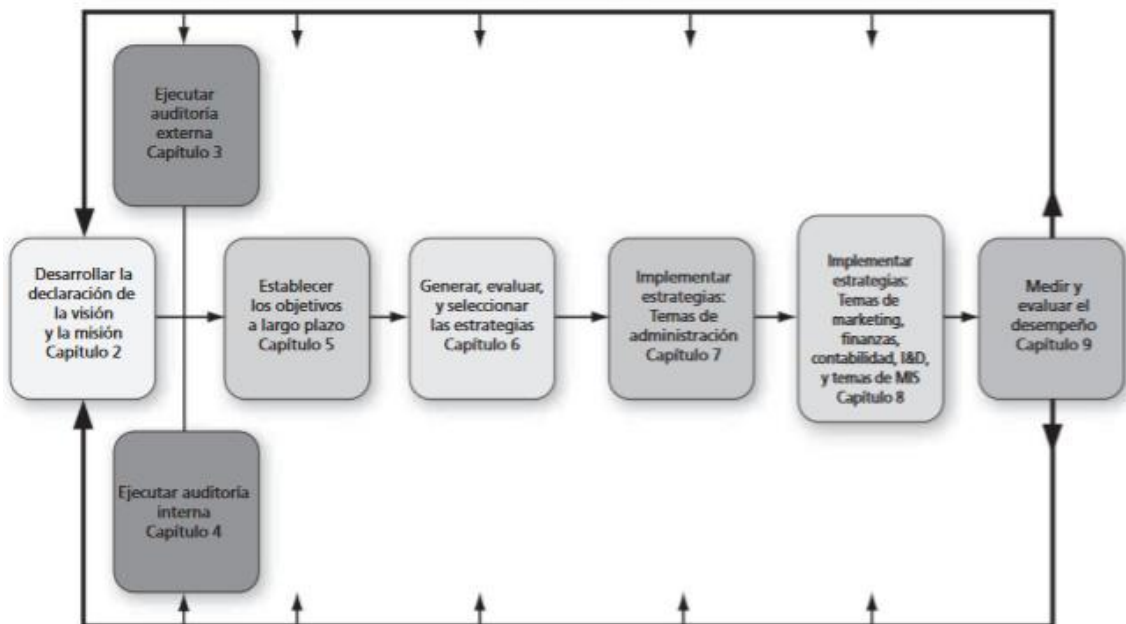 Ejecutar
auditoría
externa
Capítulo 3
Desarrollar la
declaración de
la visión
y la misión
Capítulo 2
Establecer
los objetivos
a largo plazo
Capítulo 5
Generar, evaluar,
y seleccionar
las estrategias
Capítulo 6
Implementar
estrategias:
Temas de
administración
Capítulo 7
Implementar
estrategias:
Temas de
marketing,
finanzas,
contabilidad, I&D,
y temas de MIS
Capítulo 8
Medir y
evaluar el
desempeño
Capítulo 9
Ejecutar auditoría
interna
Capítulo 4